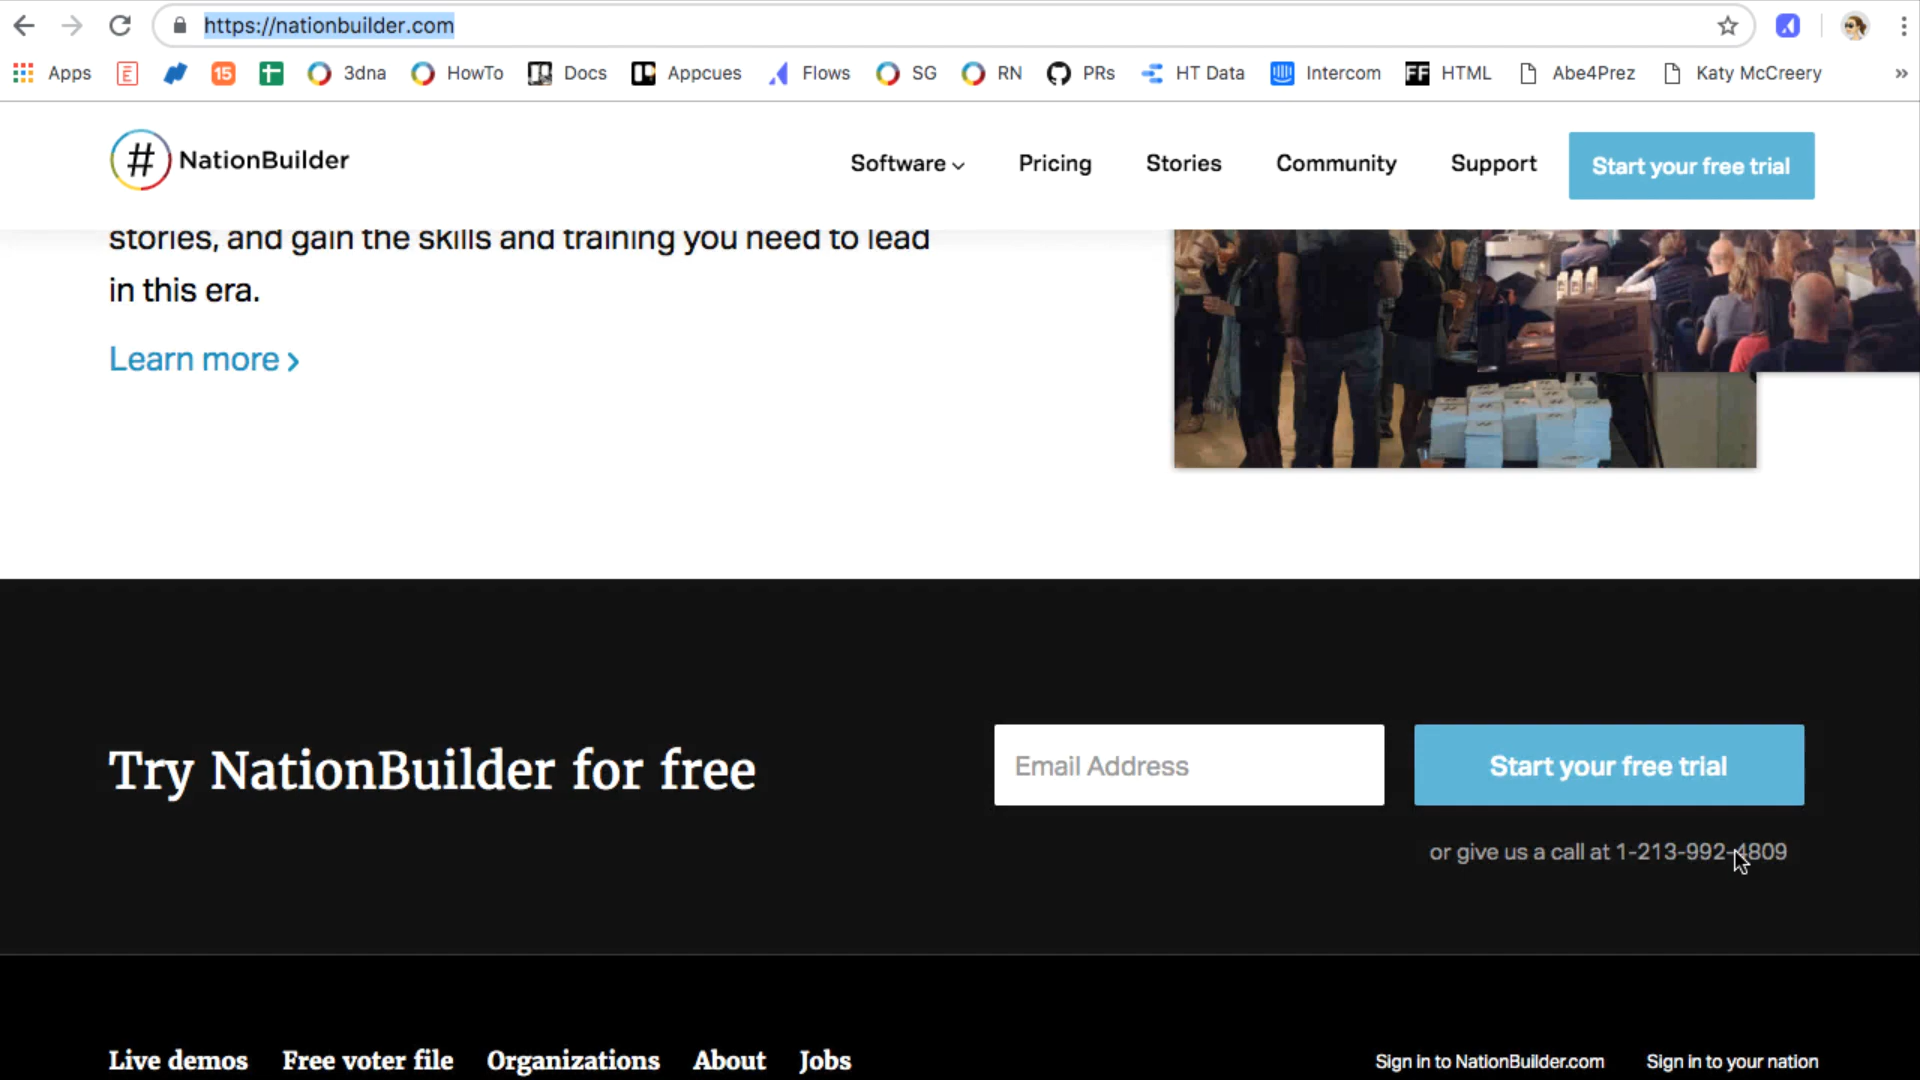 https://nationbuilder.com
Apps 15 3dna HowTo Docs Appcues Flows SG RN PRs HT Data Intercom FF HTML Abe4Prez Katy McCreery »
# NationBuilder Software Pricing Stories Community Support Start your free trial
stories, and gain the skills and training you need to lead
in this era.
Learn more ›
Try NationBuilder for free
Email Address
Start your free trial
or give us a call at 1-213-992-4809
Live demos Free voter file Organizations About Jobs Sign in to NationBuilder.com Sign in to your nation